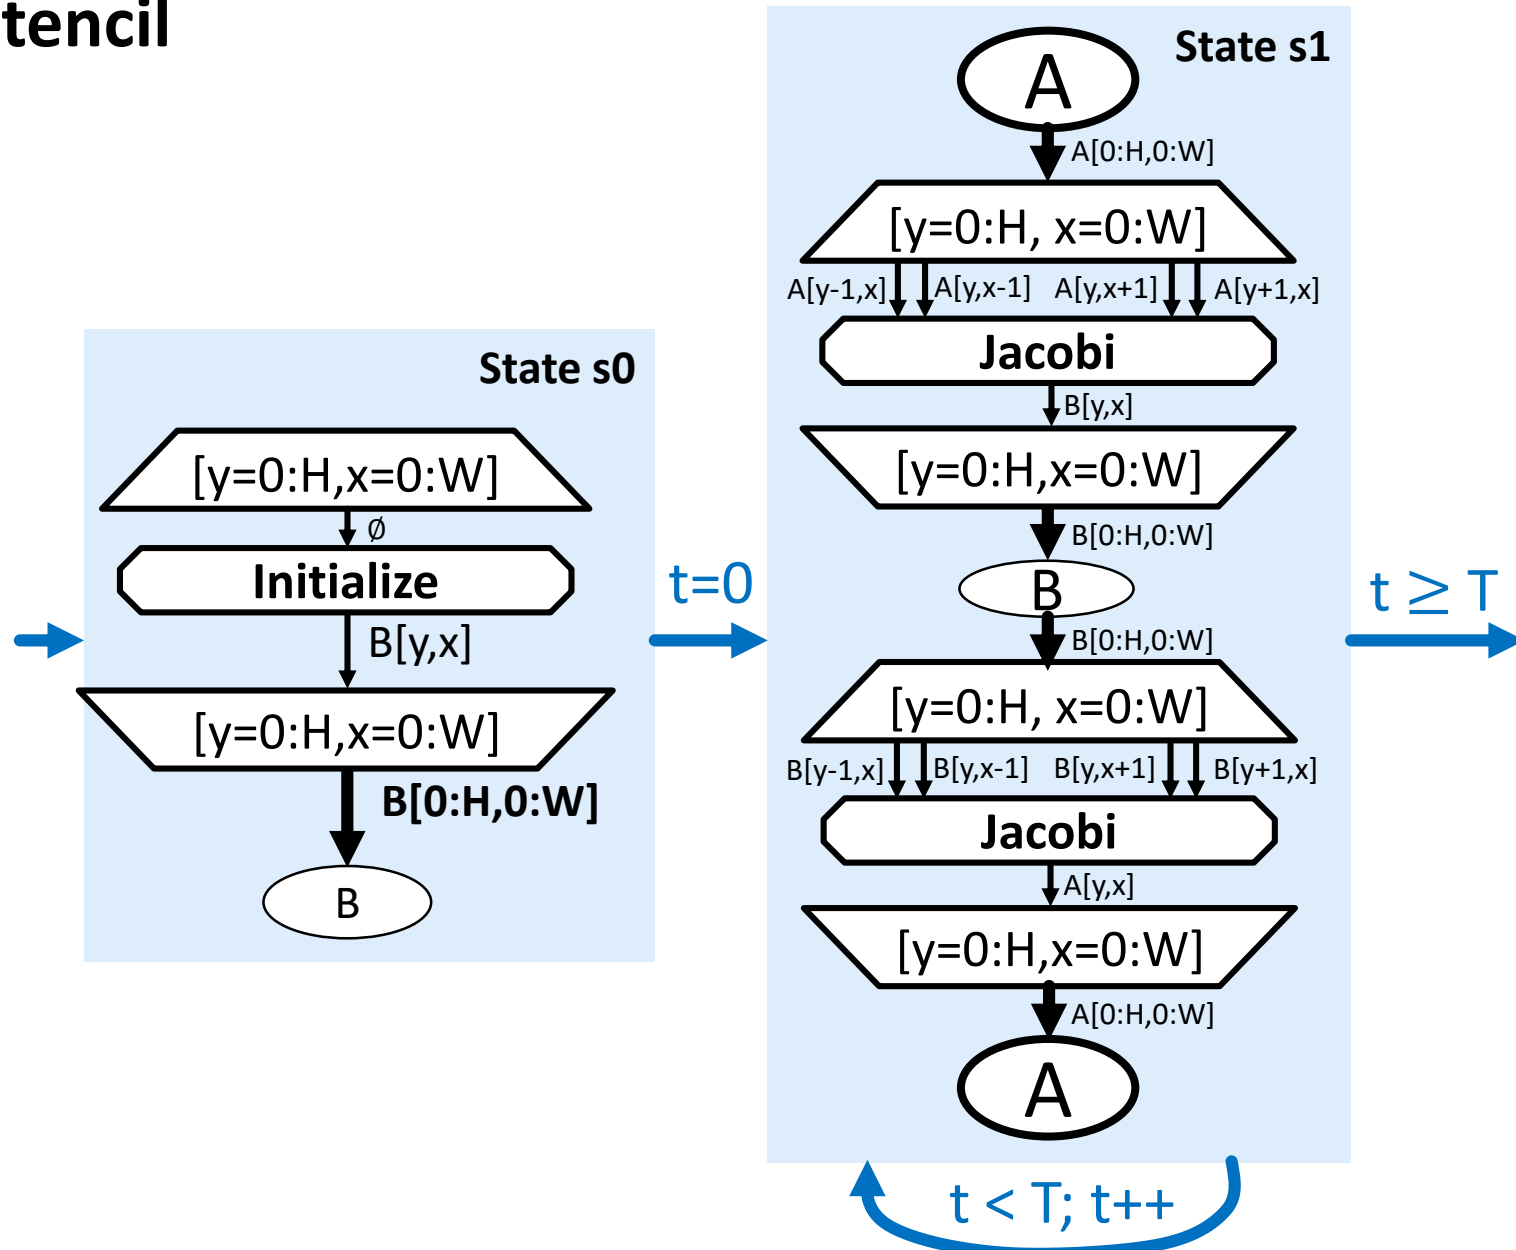 tencil
State s0
[y=0:H,x=0:W]
∅
Initialize
B[y,x]
[y=0:H,x=0:W]
B[0:H,0:W]
B
t=0
State s1
A
A[0:H,0:W]
[y=0:H, x=0:W]
A[y-1,x] A[y,x-1] A[y,x+1] A[y+1,x]
Jacobi
B[y,x]
[y=0:H,x=0:W]
B[0:H,0:W]
B
B[0:H,0:W]
[y=0:H, x=0:W]
B[y-1,x] B[y,x-1] B[y,x+1] B[y+1,x]
Jacobi
A[y,x]
[y=0:H,x=0:W]
A[0:H,0:W]
A
t < T; t++
t ≥ T